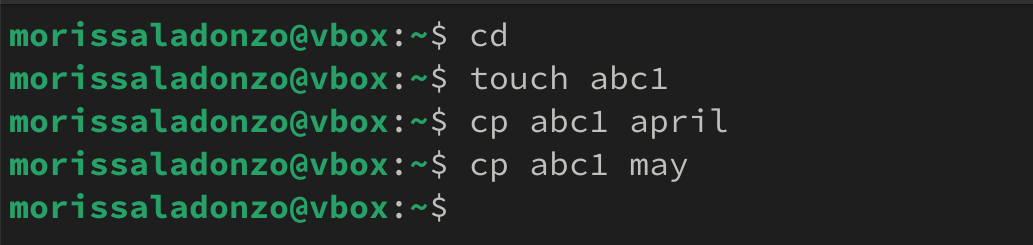 morissaladonzo@vbox:~$ cd
morissaladonzo@vbox:~$ touch abc1
morissaladonzo@vbox:~$ cp abc1 april
morissaladonzo@vbox:~$ cp abc1 may
morissaladonzo@vbox:~$